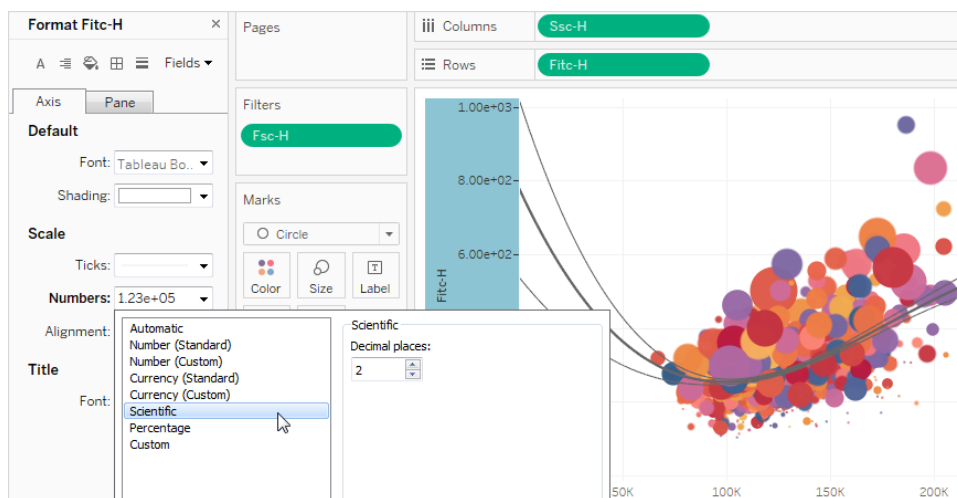 Format Fitc-H ×
A Fields
Axis Pane
Default
Font: Tableau Bo..
Shading:
Scale
Ticks:
Numbers: 1.23e+05
Alignment:
Title
Font:
Automatic
Number (Standard)
Number (Custom)
Currency (Standard)
Currency (Custom)
Scientific
Percentage
Custom
Scientific
Decimal places:
2
Pages
Filters
Fsc-H
Marks
Circle
Color Size Label
T
iii Columns Ssc-H
Rows Fitc-H
1.00e+03
8.00e+02
6.00e+02
Fitc-H
50K 100K 150K 200K